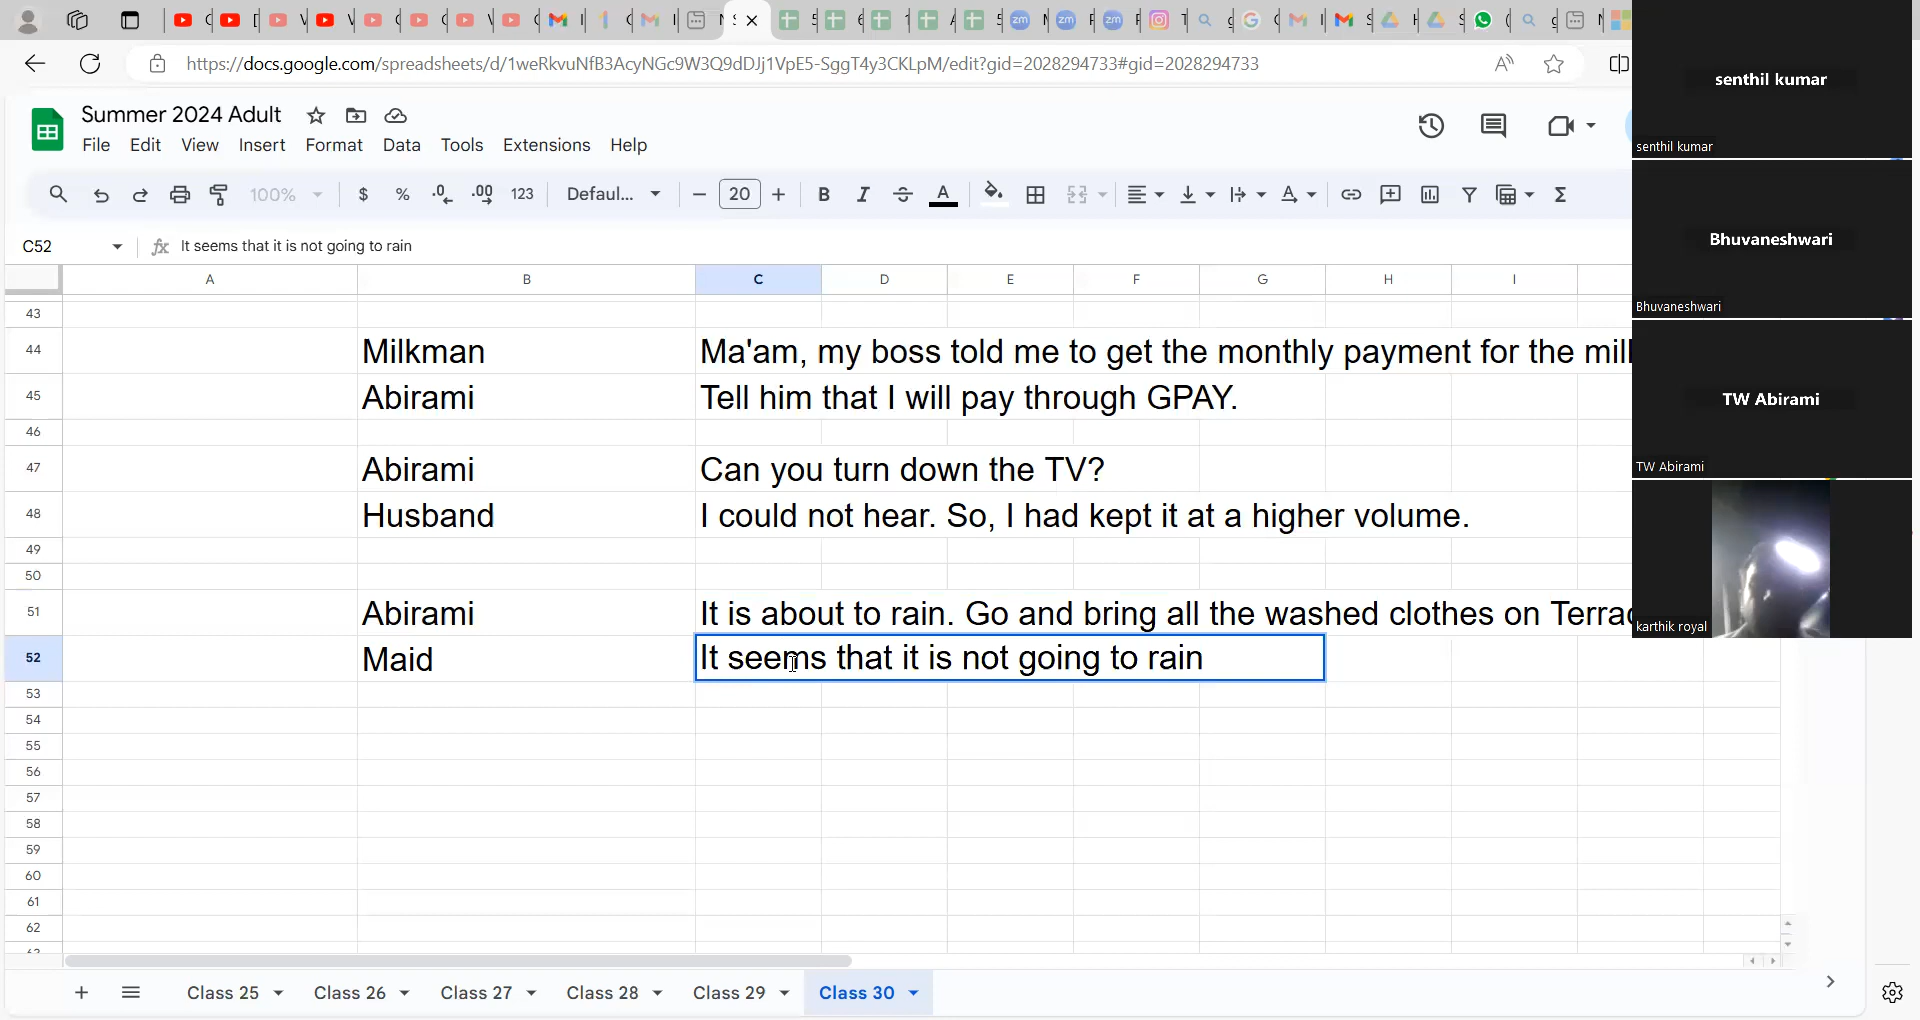 https://docs.google.com/spreadsheets/d/1weRkvuNfB3AcyNGc9W3Q9dDJj1VpE5-SggT4y3CKLpM/edit?gid=2028294733#gid=2028294733
Summer 2024 Adult
File Edit View Insert Format Data Tools Extensions Help
100% $ % .0 .00 123 Defaul... 20
C52 fx It seems that it is not going to rain
A B C D E F G H I
43
44 Milkman Ma'am, my boss told me to get the monthly payment for the
45 Abirami Tell him that I will pay through GPAY.
46
47 Abirami Can you turn down the TV?
48 Husband I could not hear. So, I had kept it at a higher volume.
49
50
51 Abirami It is about to rain. Go and bring all the washed clothes on
52 Maid It seems that it is not going to rain
53
54
55
56
57
58
59
60
61
62
Class 25 Class 26 Class 27 Class 28 Class 29 Class 30
senthil kumar
senthil kumar
Bhuvaneshwari
Bhuvaneshwari
TW Abirami
TW Abirami
karthik royal